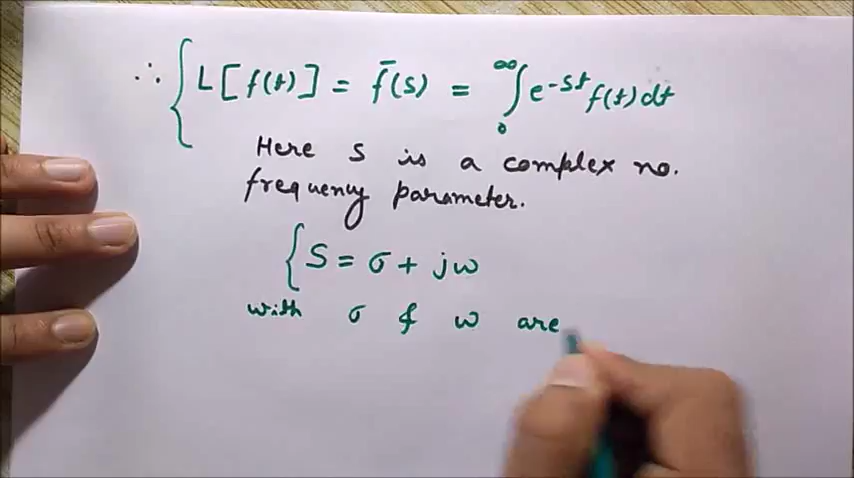 ∴ { L[f(t)] = f̄(s) = ∫₀^∞ e^-st f(t)dt
Here s is a complex no.
frequency parameter.
{ S = σ + jω
with σ & ω are